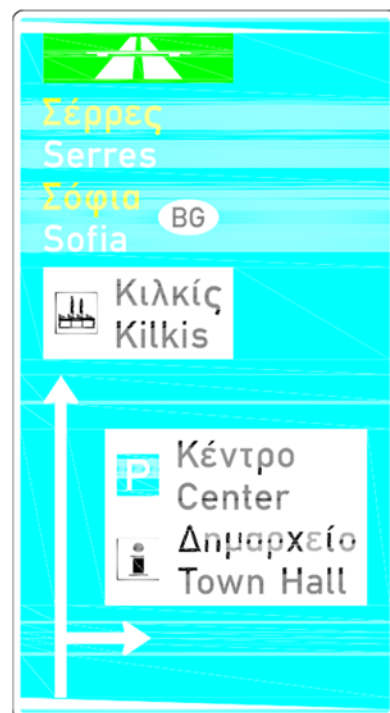 Σέρρες
Serres
Σόφια
BG
Sofia
Κιλκίς
Kilkis
P
Κέντρο
Center
i
Δημαρχείο
Town Hall